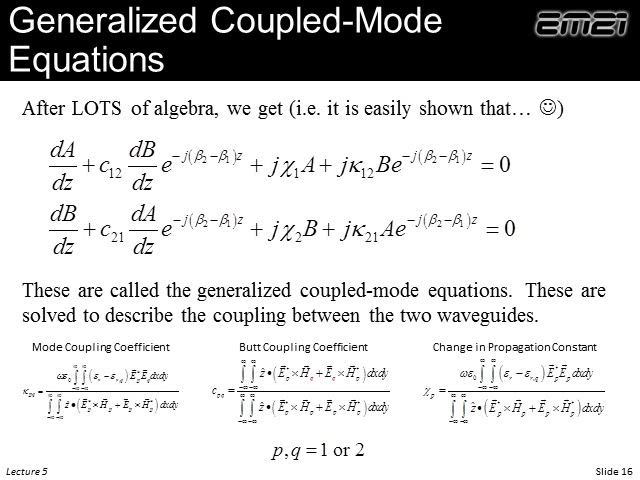 Generalized Coupled-Mode
Equations
EM21
After LOTS of algebra, we get (i.e. it is easily shown that… ☺)
dA/dz + c₁₂ dB/dz e^{−j(β₂−β₁)z} + jχ₁A + jκ₁₂Be^{−j(β₂−β₁)z} = 0
dB/dz + c₂₁ dA/dz e^{−j(β₂−β₁)z} + jχ₂B + jκ₂₁Ae^{−j(β₂−β₁)z} = 0
These are called the generalized coupled-mode equations. These are
solved to describe the coupling between the two waveguides.
Mode Coupling Coefficient Butt Coupling Coefficient Change in Propagation Constant
p,q = 1 or 2
Lecture 5 Slide 16